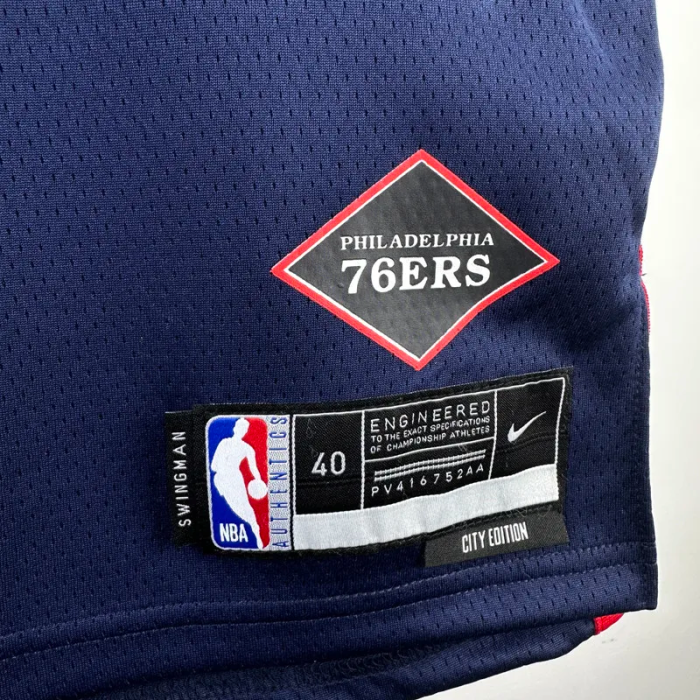 PHILADELPHIA
76ERS
SWINGMAN
NBA
AUTHENTICS
40
ENGINEERED
TO THE EXACT SPECIFICATIONS
OF CHAMPIONSHIP ATHLETES
PV416752AA
CITY EDITION